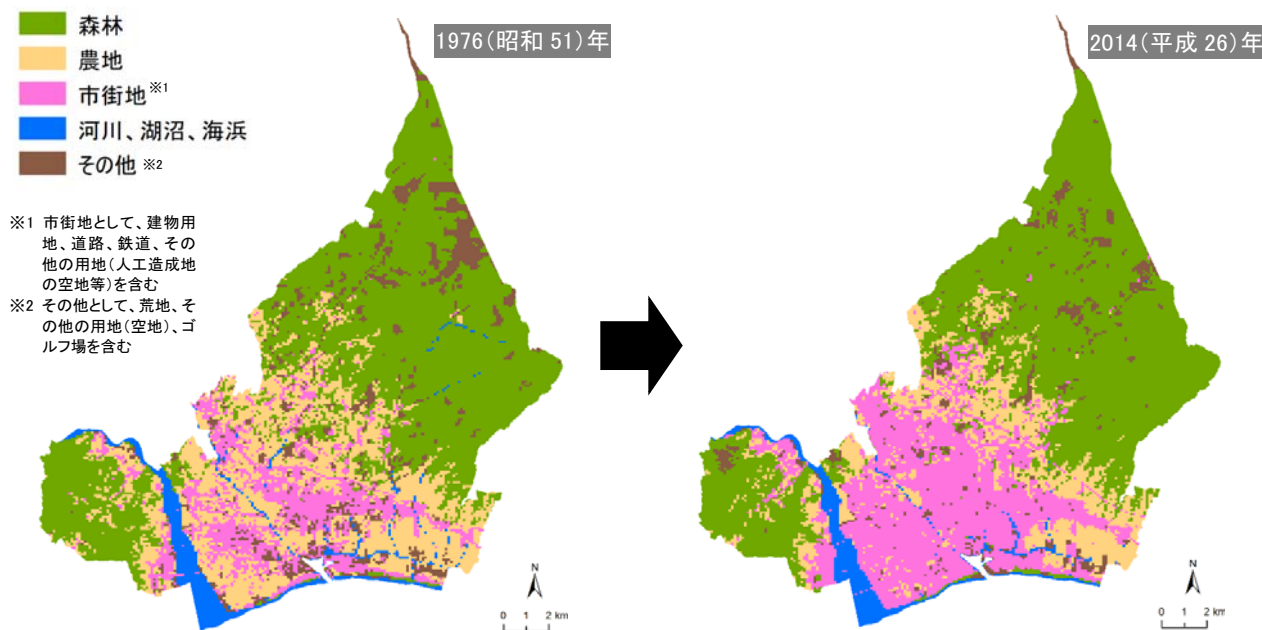 森林
農地
市街地※1
河川、湖沼、海浜
その他 ※2
※1 市街地として、建物用
地、道路、鉄道、その
他の用地(人工造成地
の空地等)を含む
※2 その他として、荒地、そ
の他の用地(空地)、ゴ
ルフ場を含む
1976(昭和 51)年
N
0 1 2 km
2014(平成 26)年
N
0 1 2 km